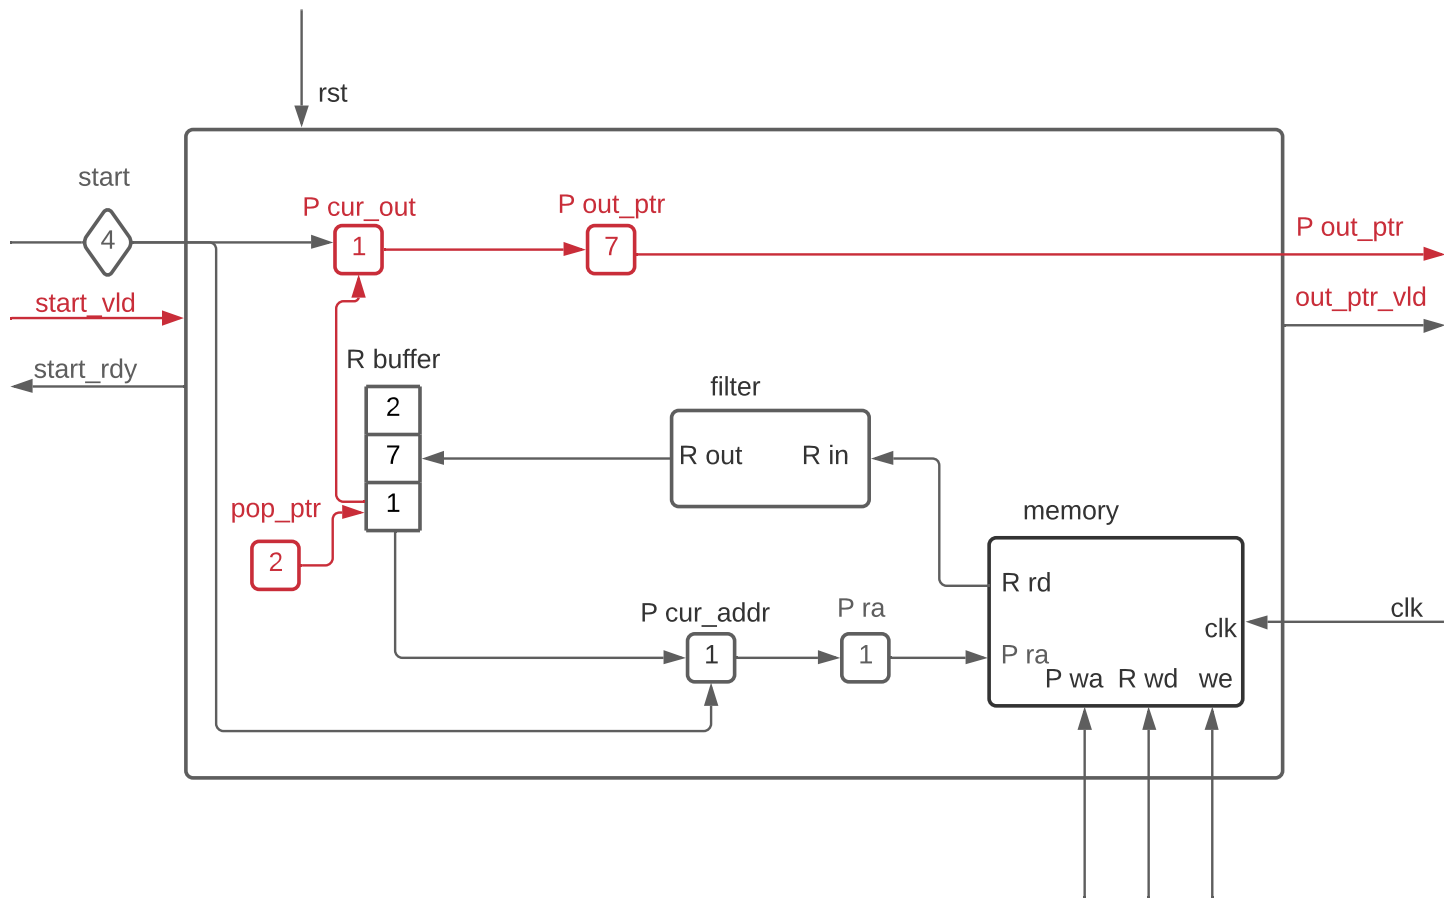 rst
start
4
P cur_out
1
P out_ptr
7
P out_ptr
start_vld
out_ptr_vld
start_rdy
R buffer
2
7
1
filter
R out
R in
pop_ptr
2
memory
R rd
clk
P ra
P wa
R wd
we
clk
P cur_addr
1
P ra
1